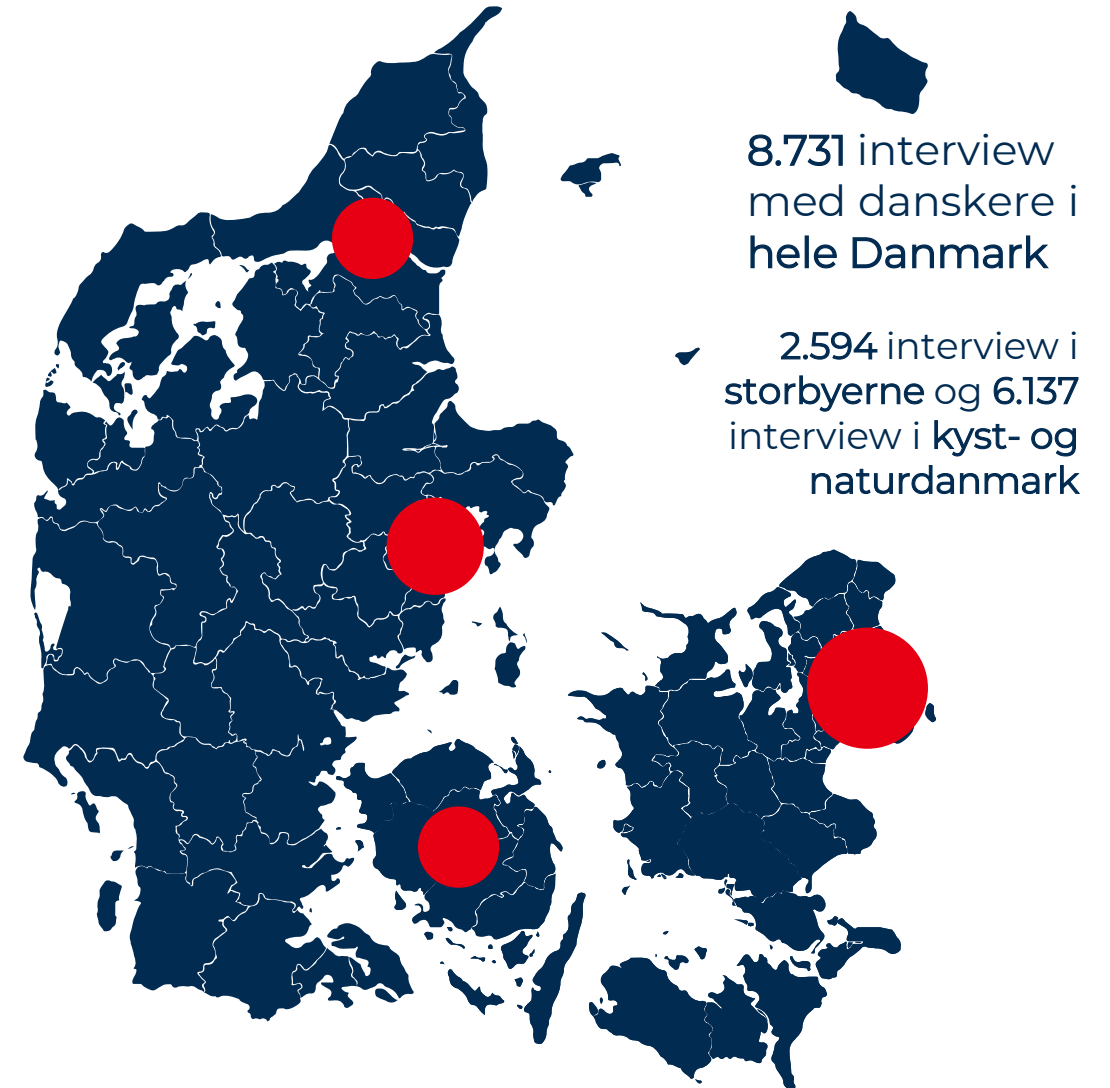 8.731 interview
med danskere i
hele Danmark
2.594 interview i
storbyerne og 6.137
interview i kyst- og
naturdanmark